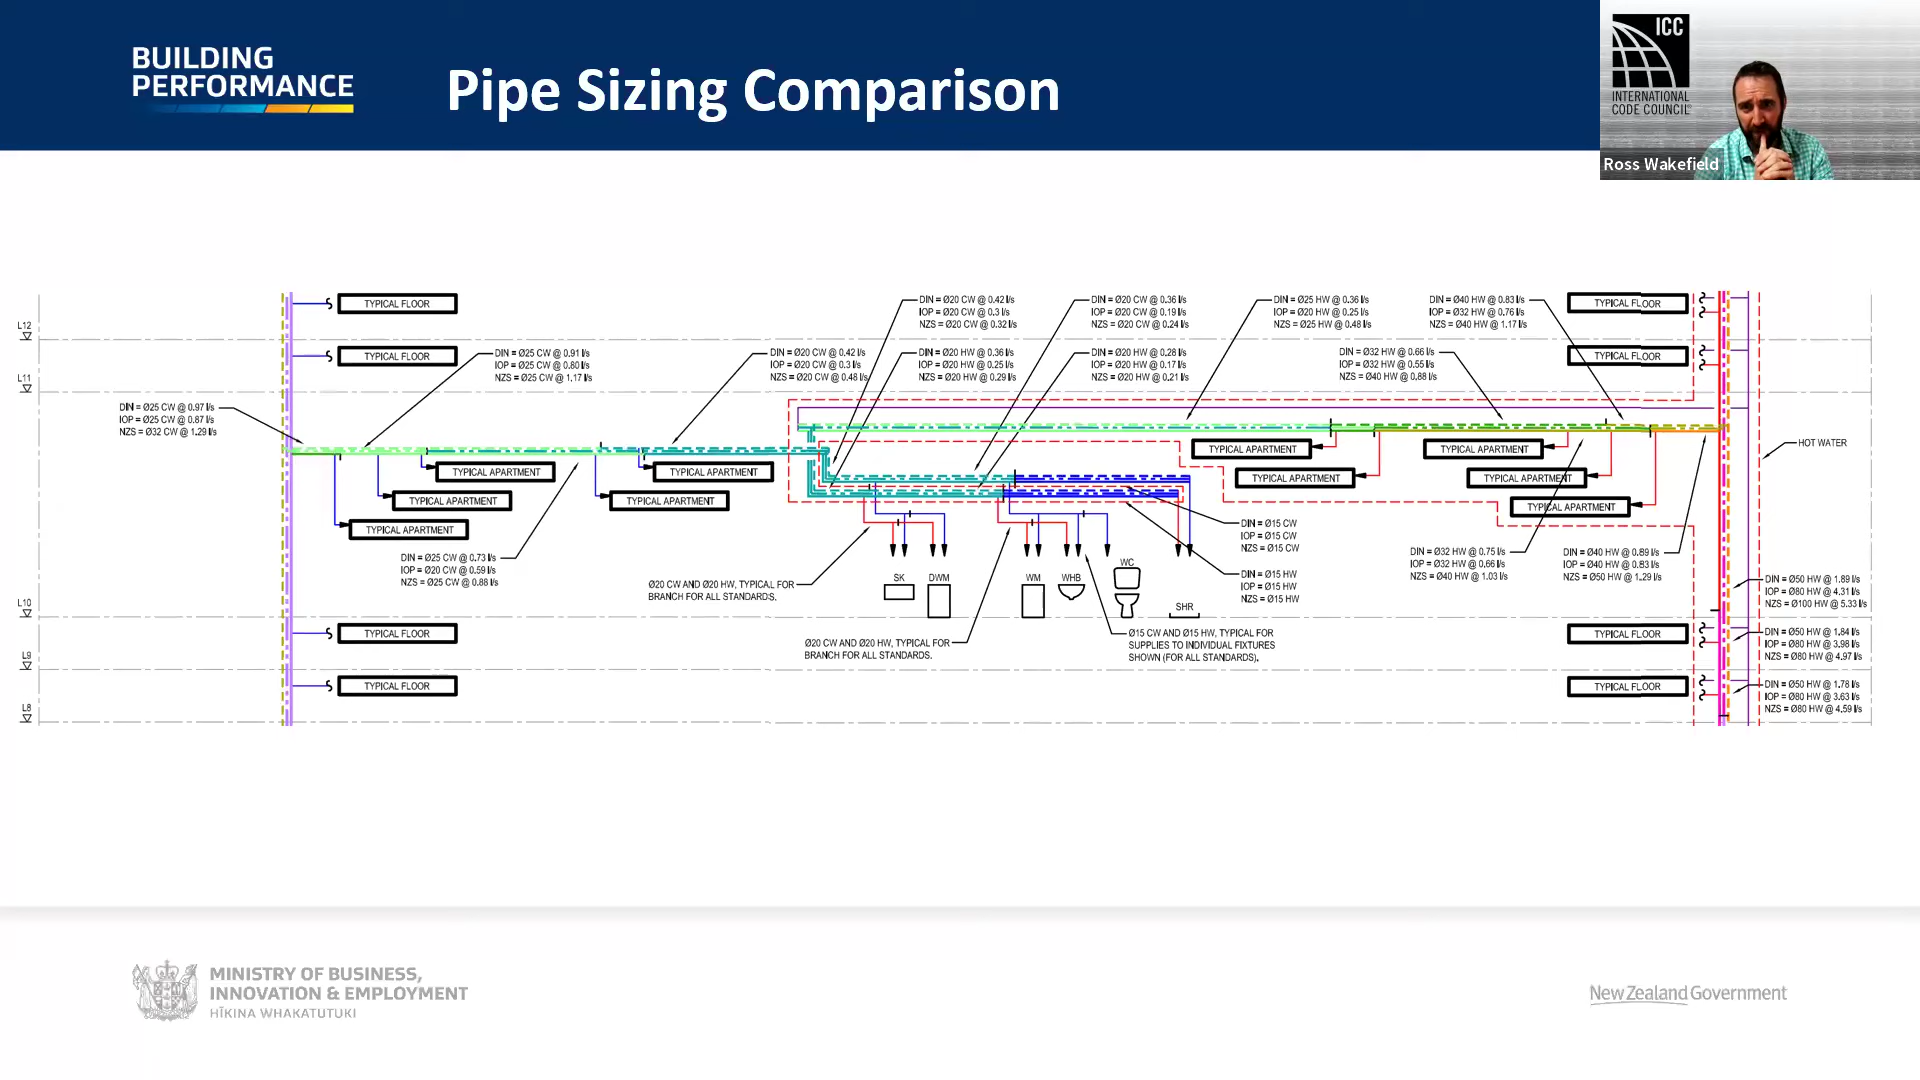 BUILDING
PERFORMANCE
Pipe Sizing Comparison
ICC
INTERNATIONAL
CODE COUNCIL
Ross Wakefield
L12
L11
L10
L9
L8
TYPICAL FLOOR
TYPICAL FLOOR
TYPICAL FLOOR
TYPICAL FLOOR
DIN = Ø25 CW @ 0.97 l/s
IOP = Ø25 CW @ 0.87 l/s
NZS = Ø32 CW @ 1.29 l/s
DIN = Ø25 CW @ 0.91 l/s
IOP = Ø25 CW @ 0.80 l/s
NZS = Ø25 CW @ 1.17 l/s
DIN = Ø20 CW @ 0.42 l/s
IOP = Ø20 CW @ 0.3 l/s
NZS = Ø20 CW @ 0.48 l/s
DIN = Ø20 CW @ 0.42 l/s
IOP = Ø20 CW @ 0.3 l/s
NZS = Ø20 CW @ 0.32 l/s
DIN = Ø20 HW @ 0.36 l/s
IOP = Ø20 HW @ 0.25 l/s
NZS = Ø20 HW @ 0.29 l/s
DIN = Ø20 CW @ 0.36 l/s
IOP = Ø20 CW @ 0.19 l/s
NZS = Ø20 CW @ 0.24 l/s
DIN = Ø20 HW @ 0.28 l/s
IOP = Ø20 HW @ 0.17 l/s
NZS = Ø20 HW @ 0.21 l/s
DIN = Ø25 HW @ 0.36 l/s
IOP = Ø20 HW @ 0.25 l/s
NZS = Ø25 HW @ 0.48 l/s
DIN = Ø40 HW @ 0.83 l/s
IOP = Ø32 HW @ 0.76 l/s
NZS = Ø40 HW @ 1.17 l/s
DIN = Ø32 HW @ 0.66 l/s
IOP = Ø32 HW @ 0.55 l/s
NZS = Ø40 HW @ 0.88 l/s
TYPICAL FLOOR
TYPICAL FLOOR
HOT WATER
TYPICAL APARTMENT
TYPICAL APARTMENT
TYPICAL APARTMENT
TYPICAL APARTMENT
TYPICAL APARTMENT
TYPICAL APARTMENT
TYPICAL APARTMENT
TYPICAL APARTMENT
TYPICAL APARTMENT
TYPICAL APARTMENT
DIN = Ø25 CW @ 0.73 l/s
IOP = Ø20 CW @ 0.59 l/s
NZS = Ø25 CW @ 0.88 l/s
Ø20 CW AND Ø20 HW, TYPICAL FOR
BRANCH FOR ALL STANDARDS.
SK
DWM
WM
WHB
WC
SHR
Ø20 CW AND Ø20 HW, TYPICAL FOR
BRANCH FOR ALL STANDARDS.
Ø15 CW AND Ø15 HW, TYPICAL FOR
SUPPLIES TO INDIVIDUAL FIXTURES
SHOWN (FOR ALL STANDARDS).
DIN = Ø15 CW
IOP = Ø15 CW
NZS = Ø15 CW
DIN = Ø15 HW
IOP = Ø15 HW
NZS = Ø15 HW
DIN = Ø32 HW @ 0.75 l/s
IOP = Ø32 HW @ 0.66 l/s
NZS = Ø40 HW @ 1.03 l/s
DIN = Ø40 HW @ 0.89 l/s
IOP = Ø40 HW @ 0.83 l/s
NZS = Ø50 HW @ 1.29 l/s
DIN = Ø50 HW @ 1.89 l/s
IOP = Ø80 HW @ 4.31 l/s
NZS = Ø100 HW @ 5.33 l/s
TYPICAL FLOOR
DIN = Ø50 HW @ 1.84 l/s
IOP = Ø80 HW @ 3.98 l/s
NZS = Ø80 HW @ 4.97 l/s
TYPICAL FLOOR
DIN = Ø50 HW @ 1.78 l/s
IOP = Ø80 HW @ 3.63 l/s
NZS = Ø80 HW @ 4.59 l/s
MINISTRY OF BUSINESS,
INNOVATION & EMPLOYMENT
HĪKINA WHAKATUTUKI
New Zealand Government